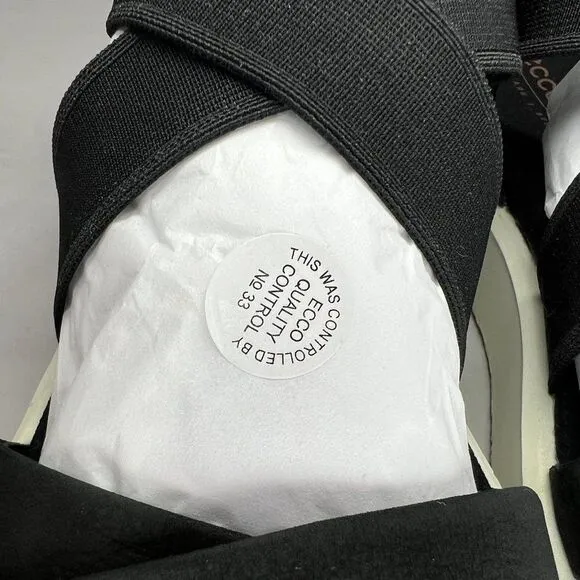 THIS WAS CONTROLLED BY
ECCO
QUALITY
CONTROL
No 33